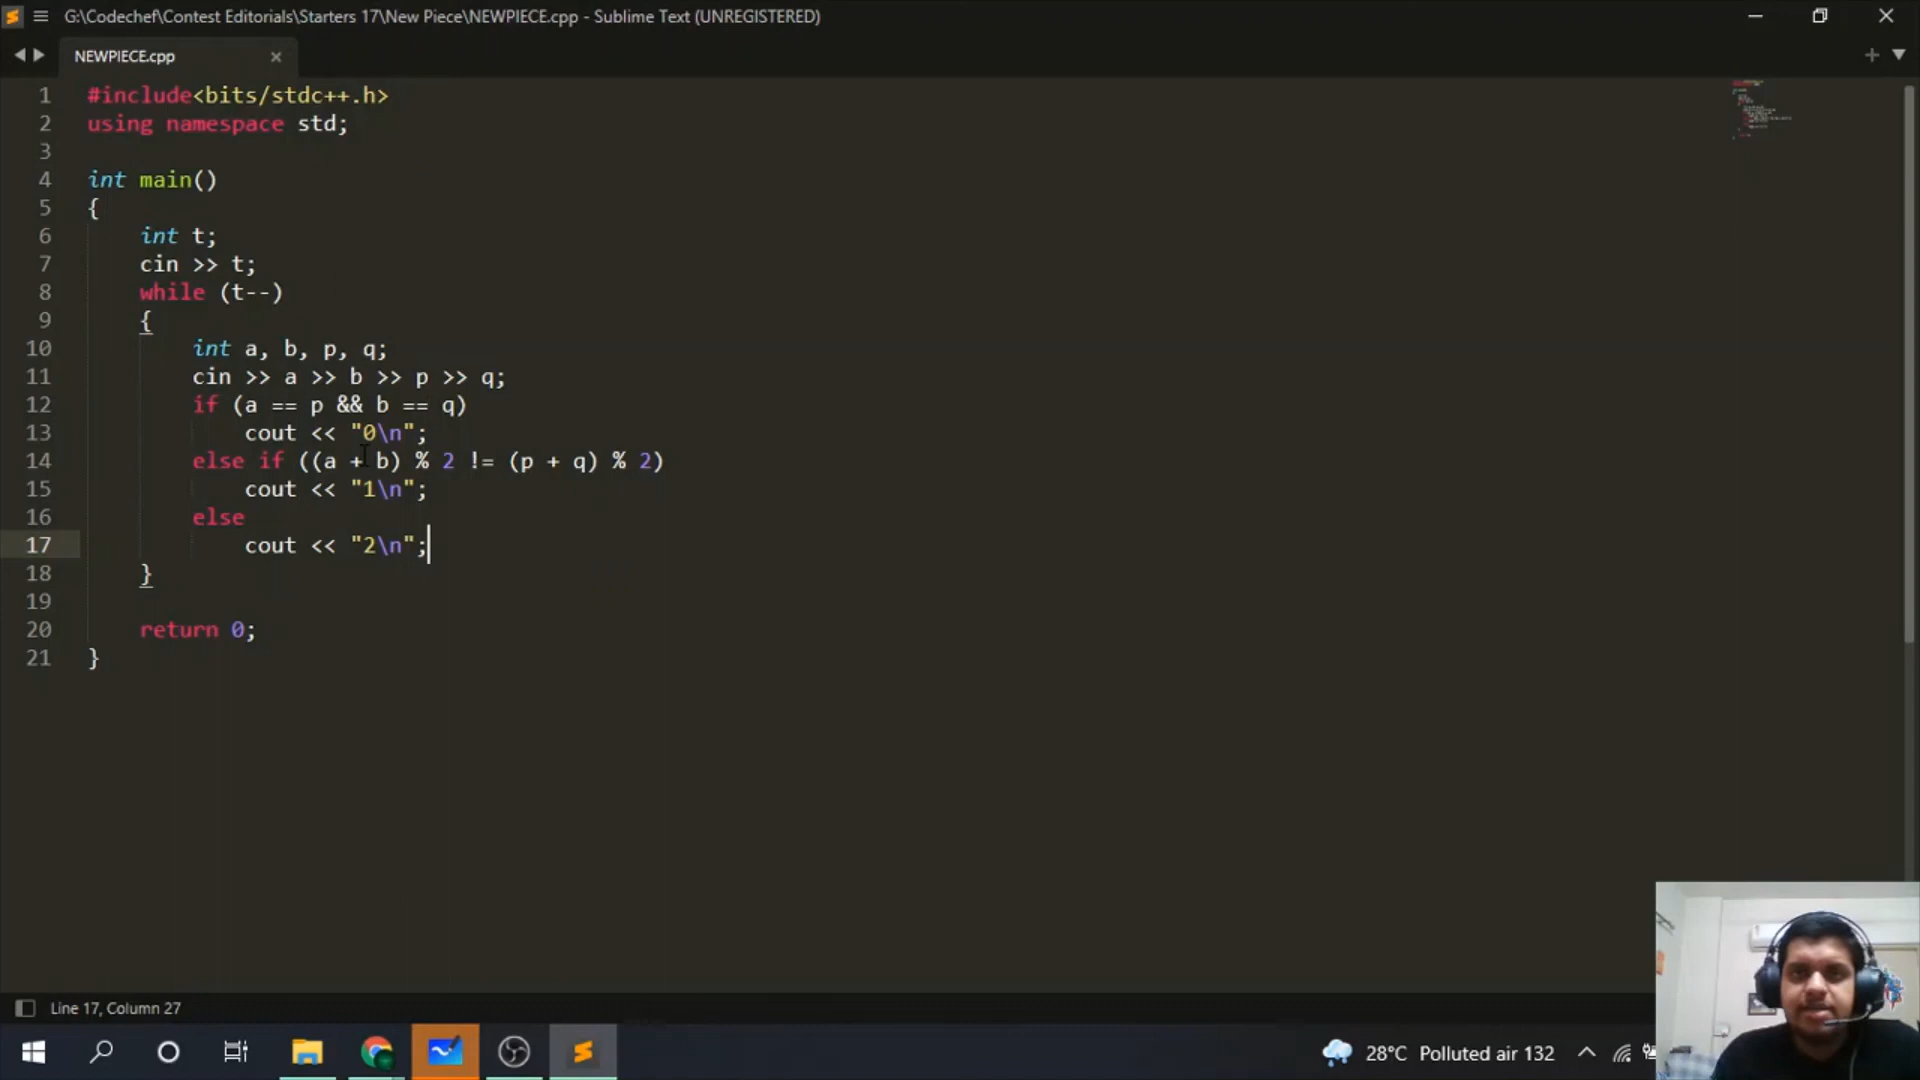 G:\Codechef\Contest Editorials\Starters 17\New Piece\NEWPIECE.cpp - Sublime Text (UNREGISTERED)
NEWPIECE.cpp
1 #include<bits/stdc++.h>
2 using namespace std;
3
4 int main()
5 {
6 int t;
7 cin >> t;
8 while (t--)
9 {
10 int a, b, p, q;
11 cin >> a >> b >> p >> q;
12 if (a == p && b == q)
13 cout << "0\n";
14 else if ((a + b) % 2 != (p + q) % 2)
15 cout << "1\n";
16 else
17 cout << "2\n";
18 }
19
20 return 0;
21 }
Line 17, Column 27
28°C Polluted air 132